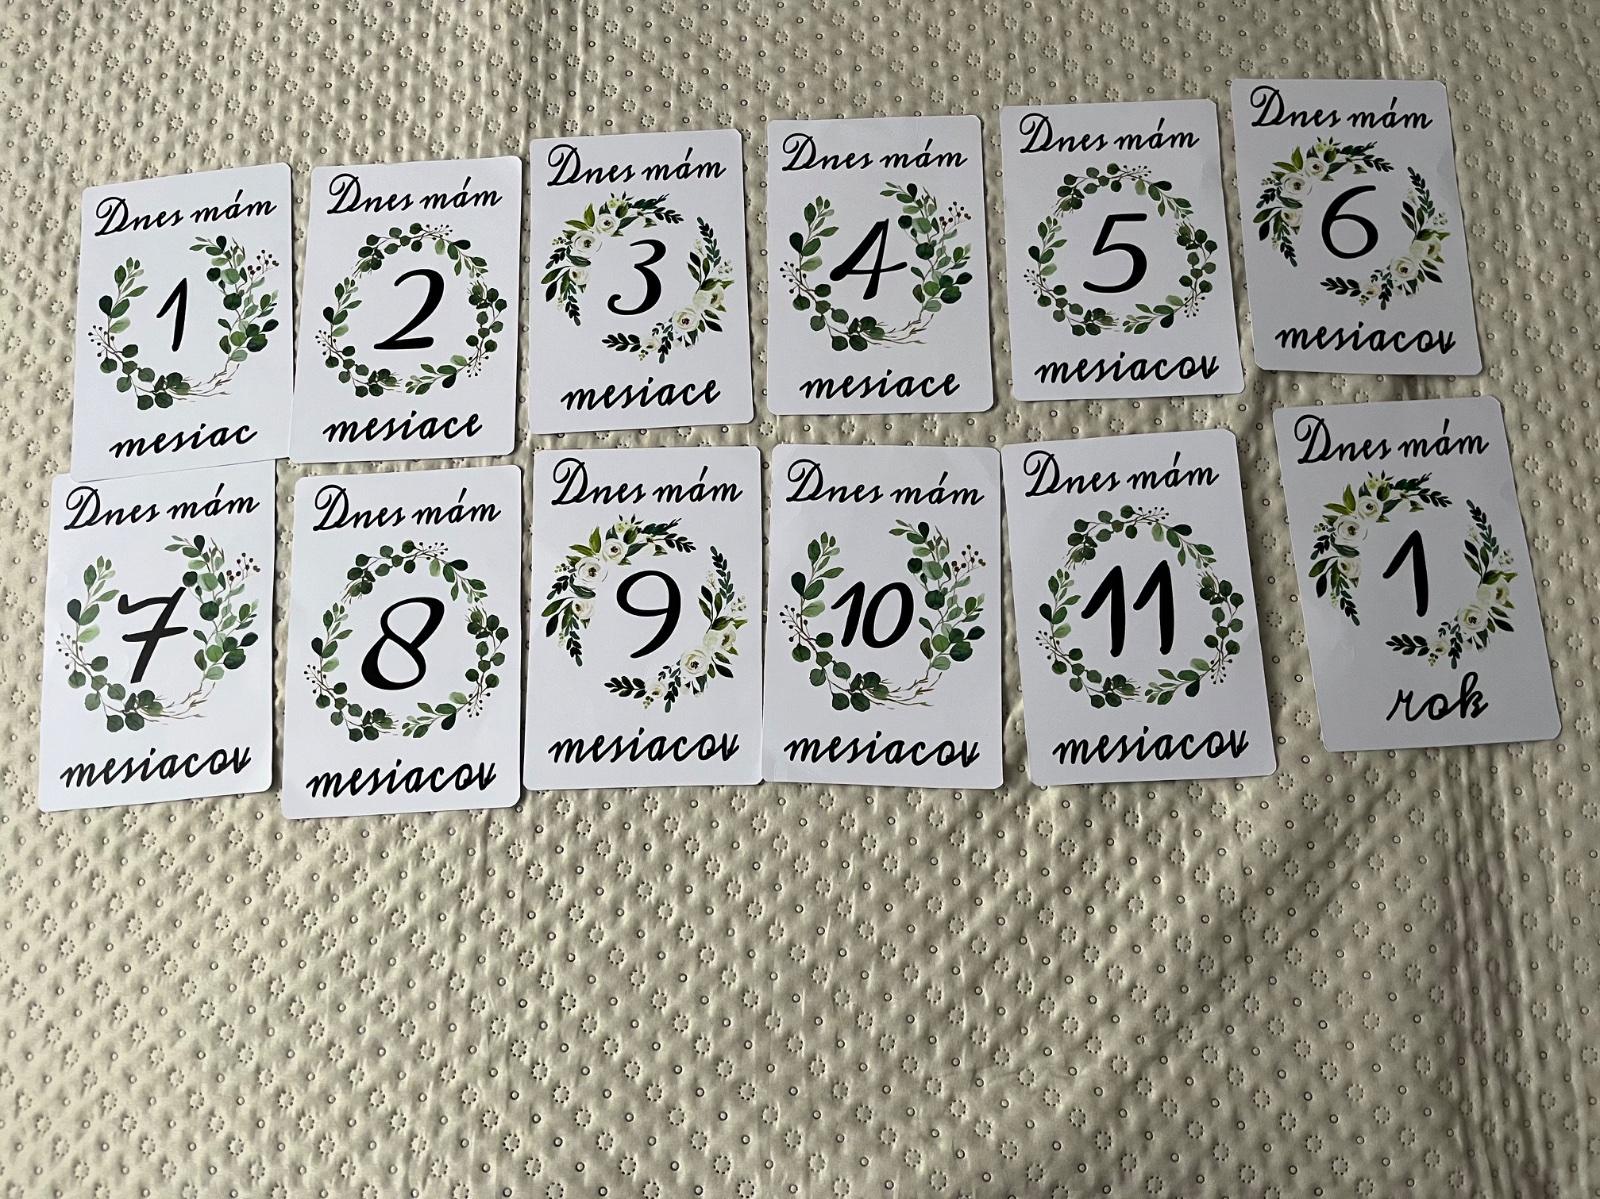 Dnes mám
1
mesiac
Dnes mám
2
mesiace
Dnes mám
3
mesiace
Dnes mám
4
mesiace
Dnes mám
5
mesiacov
Dnes mám
6
mesiacov
Dnes mám
7
mesiacov
Dnes mám
8
mesiacov
Dnes mám
9
mesiacov
Dnes mám
10
mesiacov
Dnes mám
11
mesiacov
Dnes mám
1
rok